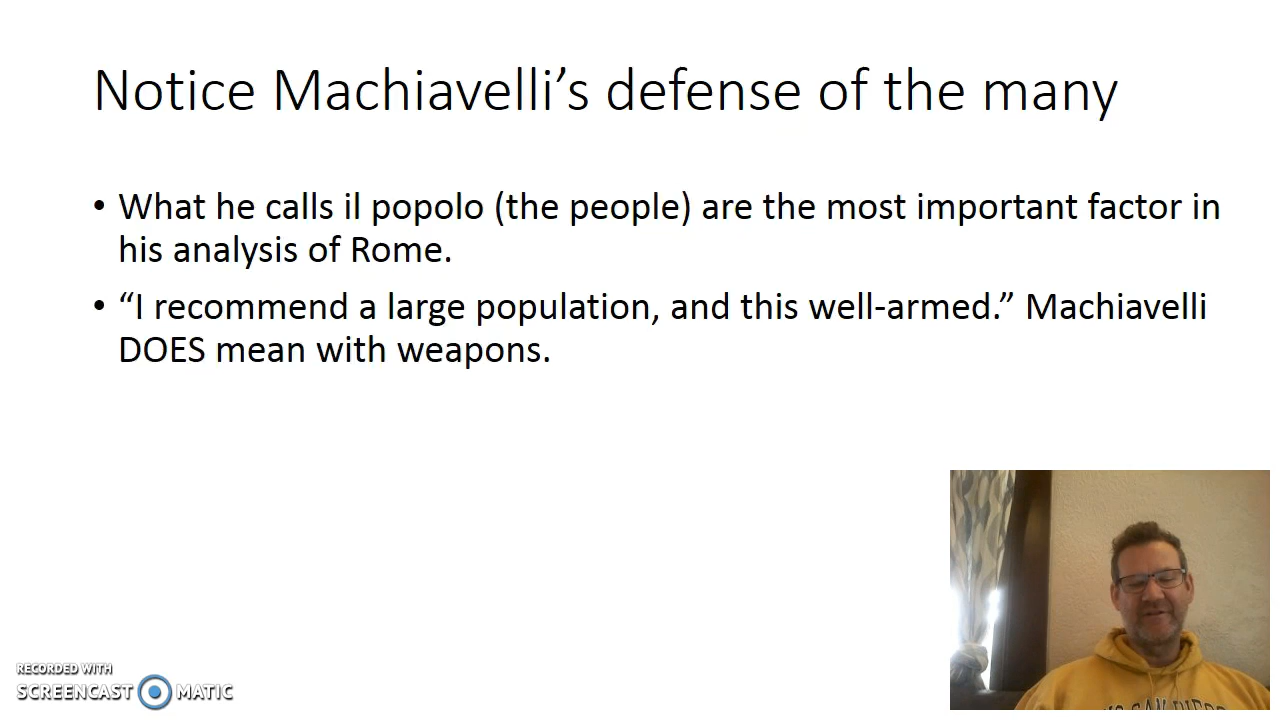 Notice Machiavelli’s defense of the many
• What he calls il popolo (the people) are the most important factor in
his analysis of Rome.
• “I recommend a large population, and this well-armed.” Machiavelli
DOES mean with weapons.
RECORDED WITH
SCREENCAST MATIC